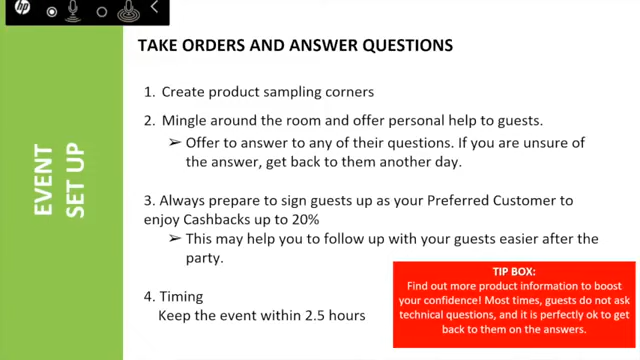 hp
TAKE ORDERS AND ANSWER QUESTIONS
EVENT
SET UP
1. Create product sampling corners
2. Mingle around the room and offer personal help to guests.
➢ Offer to answer to any of their questions. If you are unsure of
the answer, get back to them another day.
3. Always prepare to sign guests up as your Preferred Customer to
enjoy Cashbacks up to 20%
➢ This may help you to follow up with your guests easier after the
party.
4. Timing
Keep the event within 2.5 hours
TIP BOX:
Find out more product information to boost
your confidence! Most times, guests do not ask
technical questions, and it is perfectly ok to get
back to them on the answers.